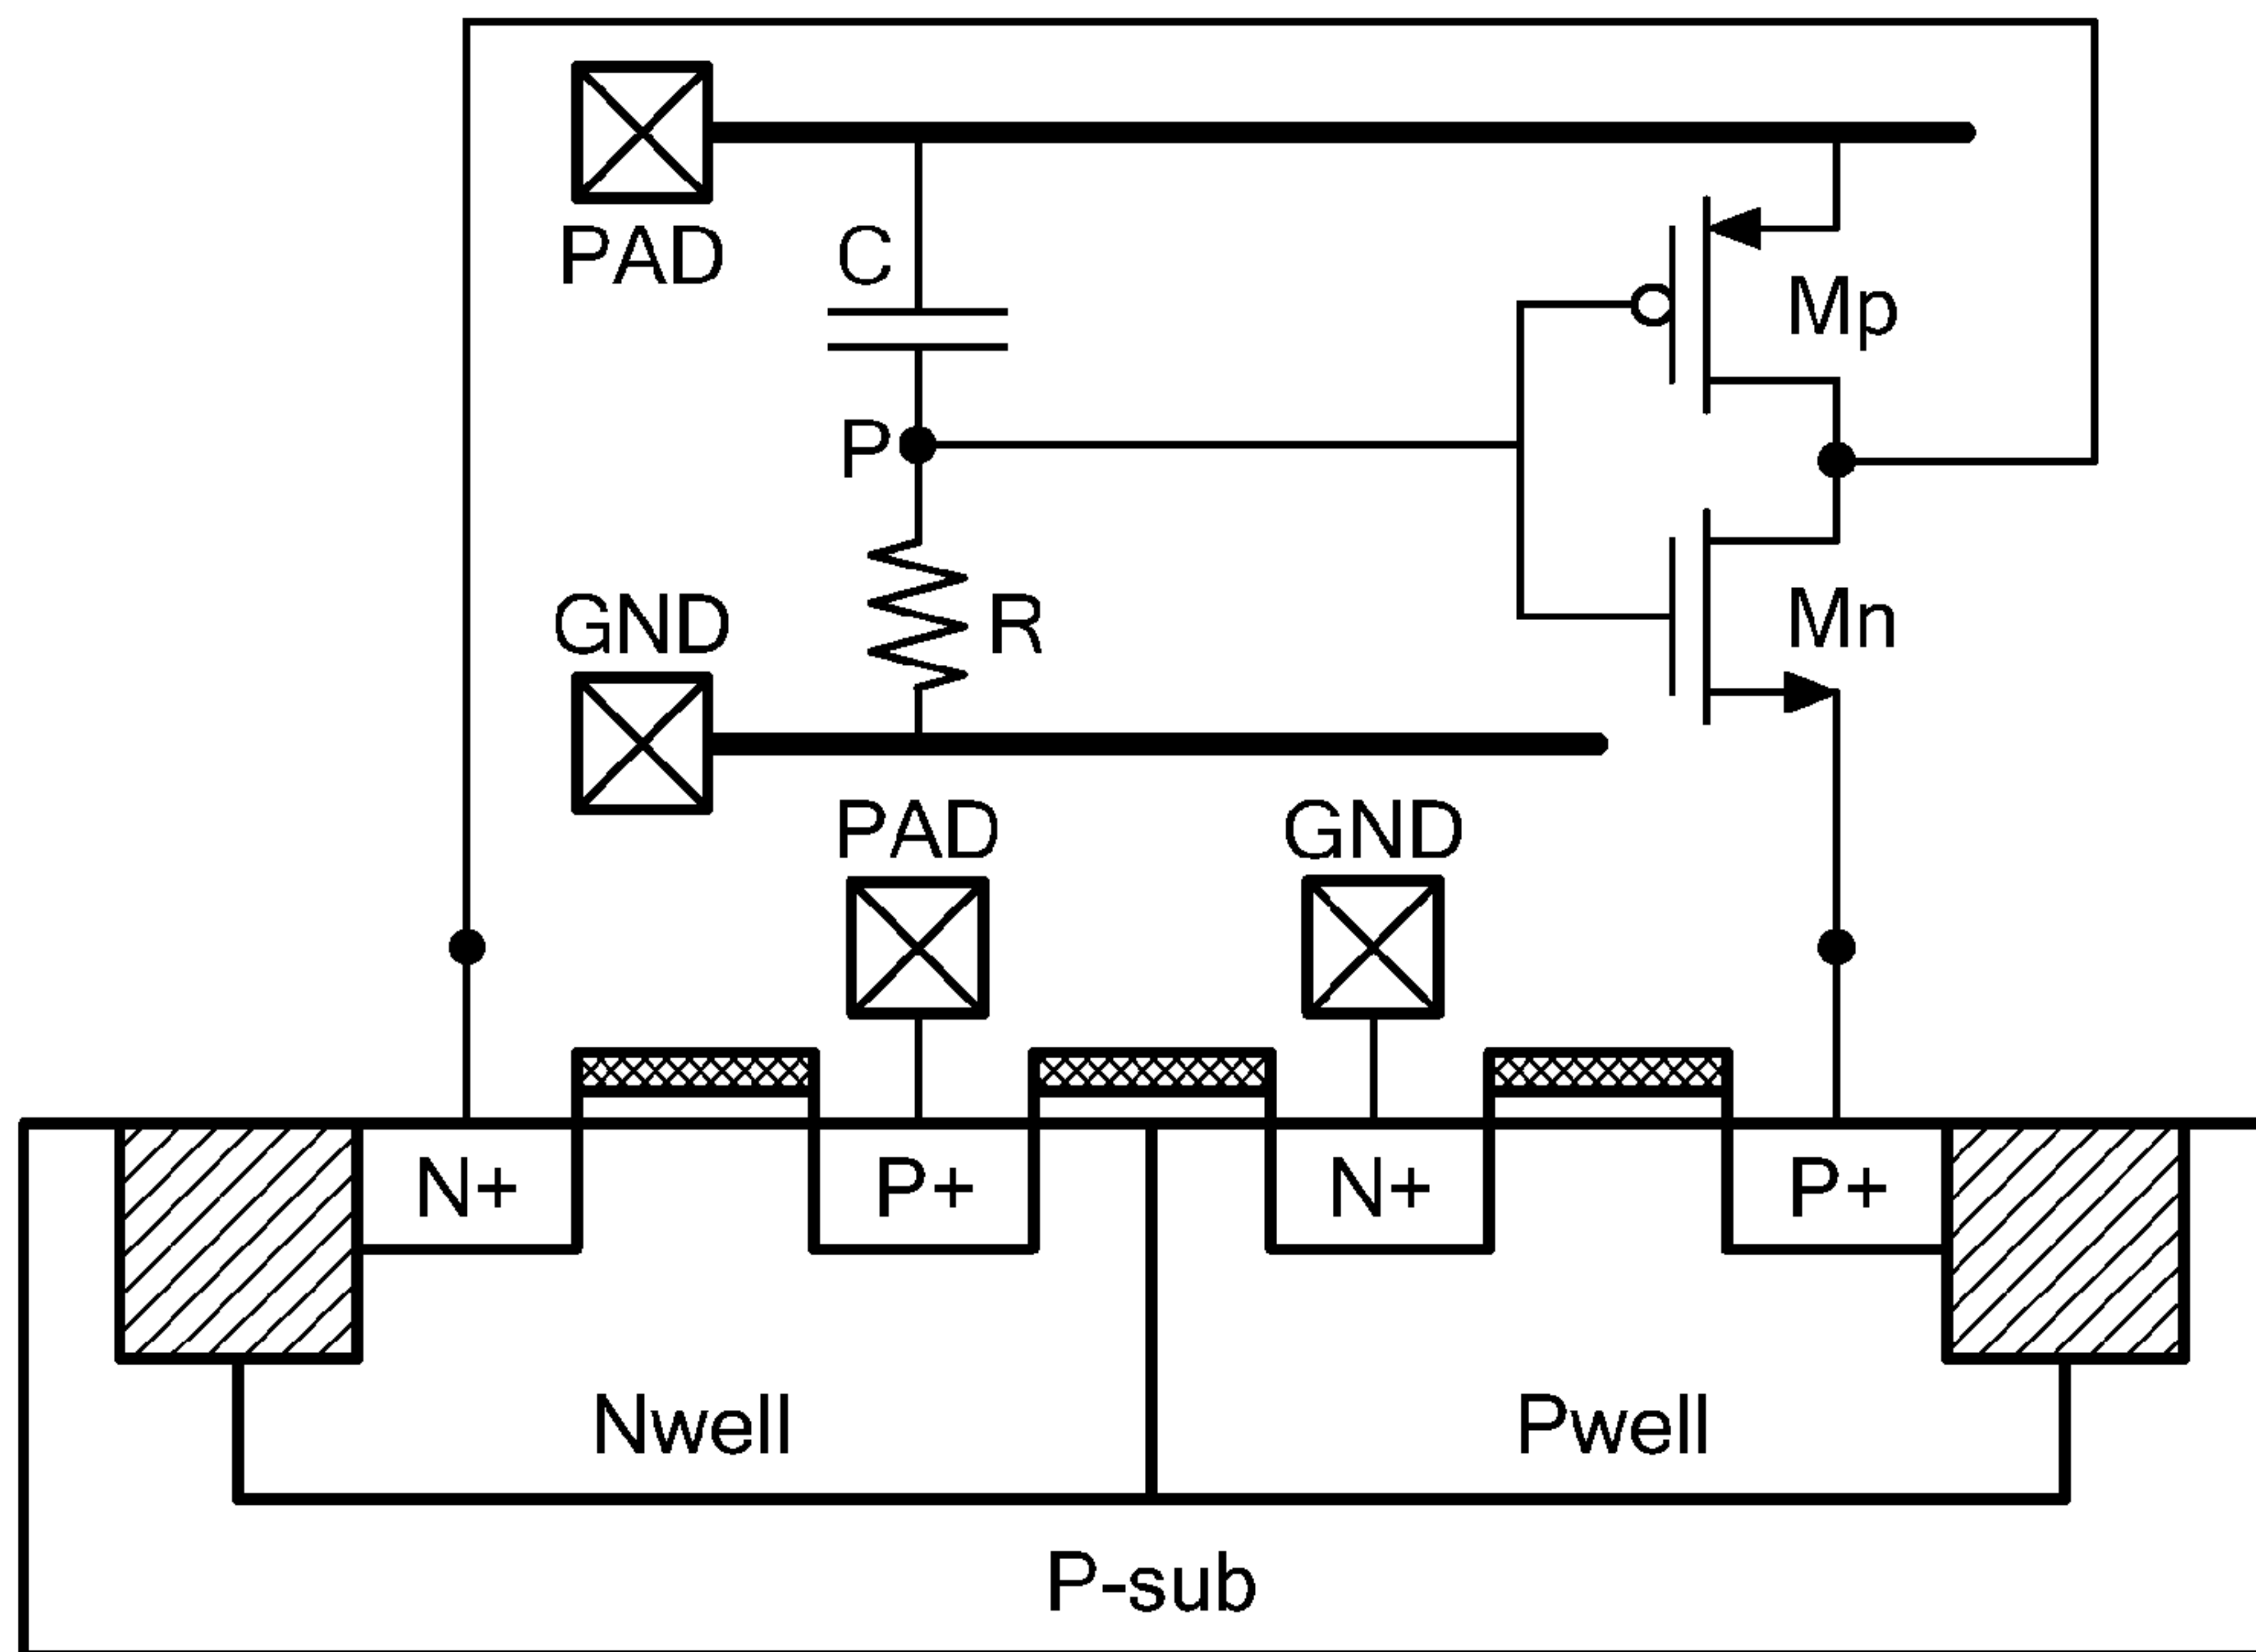 PAD
C
Mp
P
GND
R
Mn
PAD
GND
N+
P+
N+
P+
Nwell
Pwell
P-sub